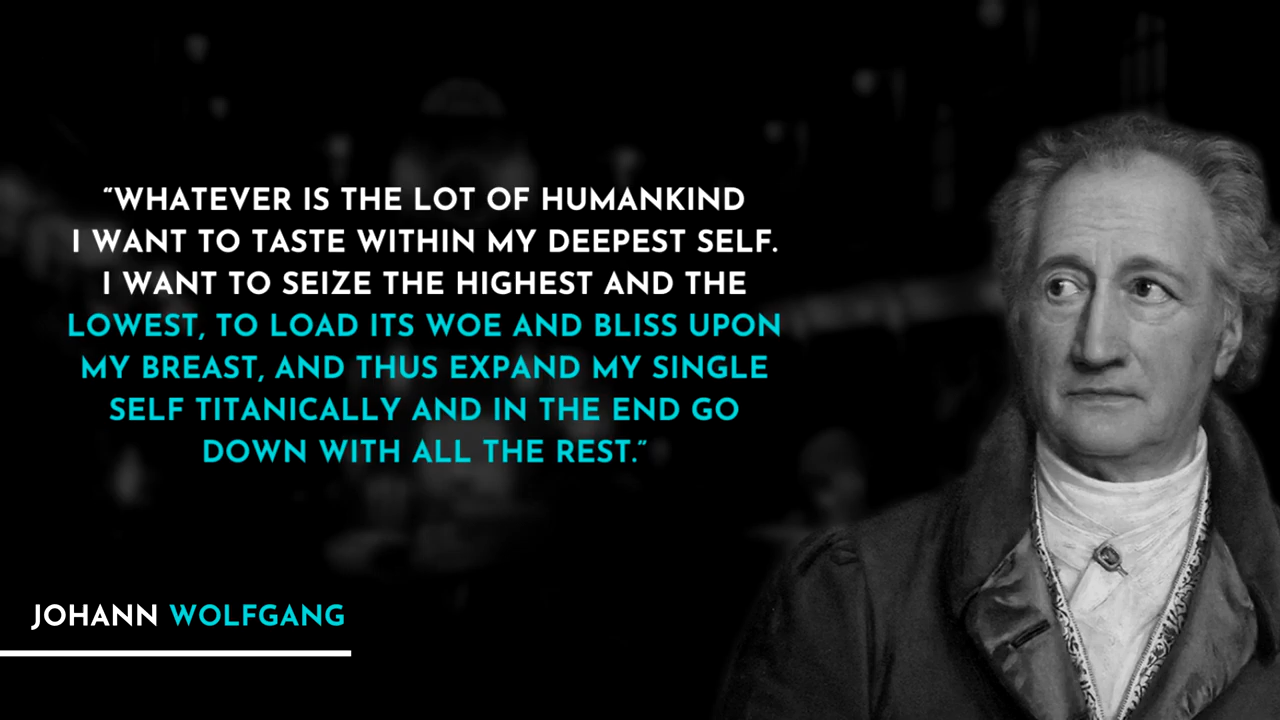 “WHATEVER IS THE LOT OF HUMANKIND
I WANT TO TASTE WITHIN MY DEEPEST SELF.
I WANT TO SEIZE THE HIGHEST AND THE
LOWEST, TO LOAD ITS WOE AND BLISS UPON
MY BREAST, AND THUS EXPAND MY SINGLE
SELF TITANICALLY AND IN THE END GO
DOWN WITH ALL THE REST.”
JOHANN WOLFGANG